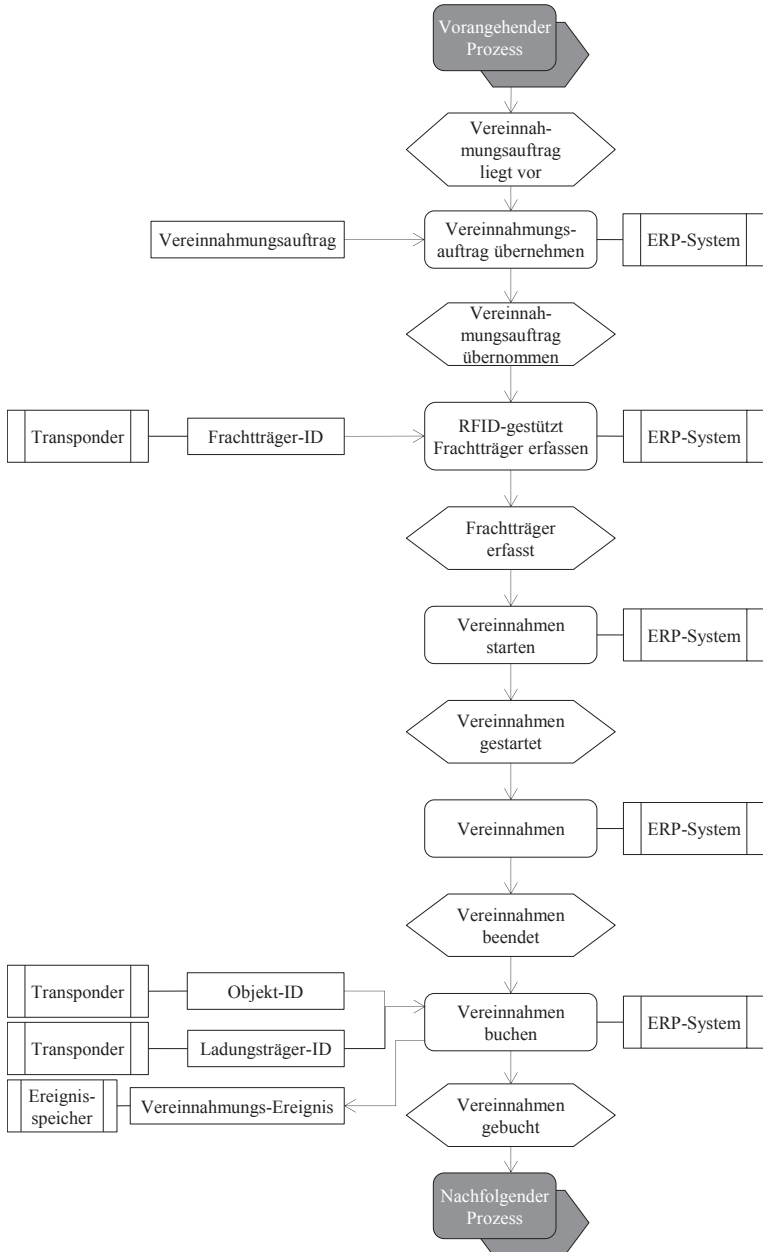 Vorangehender
Prozess
Vereinnah-
mungsauftrag
liegt vor
Vereinnahmungsauftrag
Vereinnahmungs-
auftrag übernehmen
ERP-System
Vereinnah-
mungsauftrag
übernommen
Transponder
Frachtträger-ID
RFID-gestützt
Frachtträger erfassen
ERP-System
Frachtträger
erfasst
Vereinnahmen
starten
ERP-System
Vereinnahmen
gestartet
Vereinnahmen
ERP-System
Vereinnahmen
beendet
Transponder
Objekt-ID
Transponder
Ladungsträger-ID
Vereinnahmen
buchen
ERP-System
Ereignis-
speicher
Vereinnahmungs-Ereignis
Vereinnahmen
gebucht
Nachfolgender
Prozess